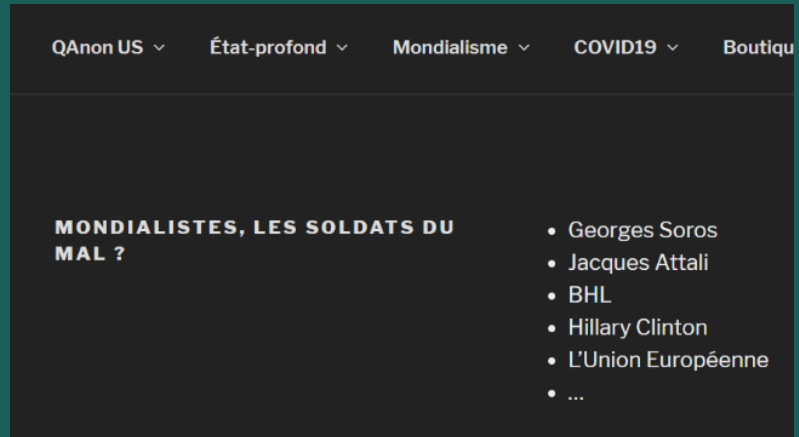 QAnon US État-profond Mondialisme COVID19 Boutiqu
MONDIALISTES, LES SOLDATS DU
MAL ?
• Georges Soros
• Jacques Attali
• BHL
• Hillary Clinton
• L’Union Européenne
• ...